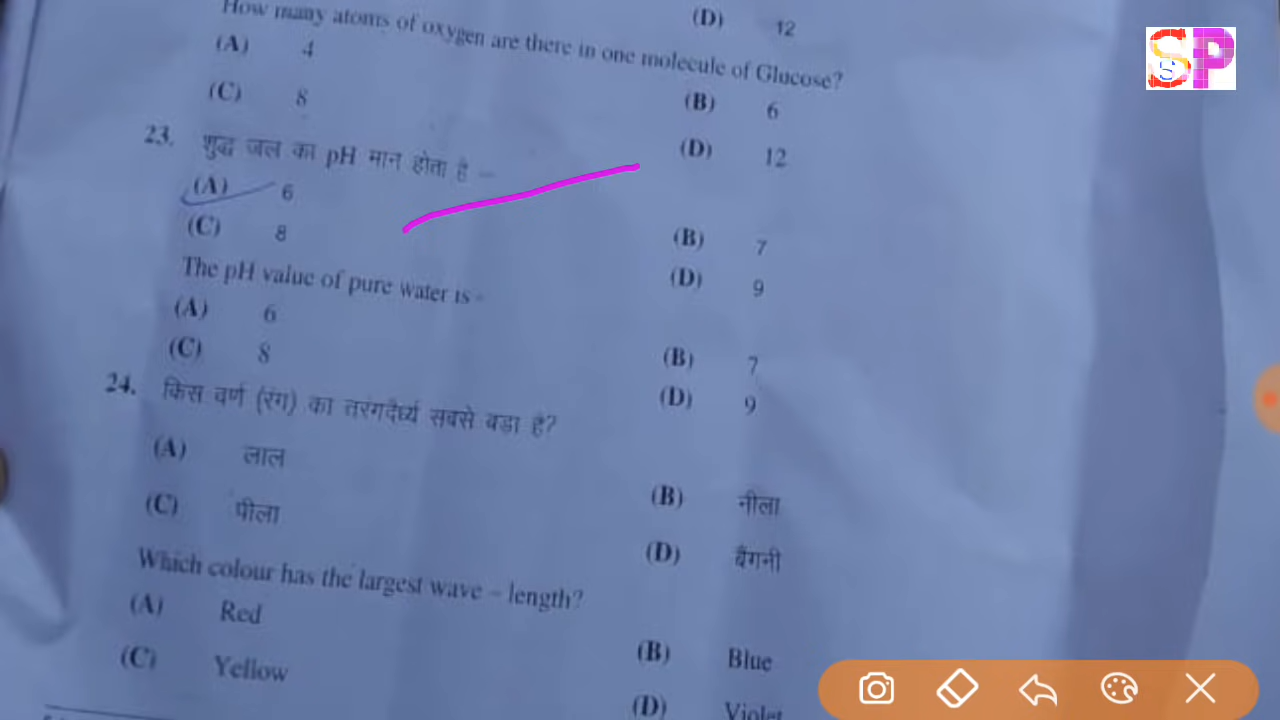 (D) 12
How many atoms of oxygen are there in one molecule of Glucose?
(A) 4 (B) 6
(C) 8 (D) 12
23. शुद्ध जल का pH मान होता है –
(A) 6 (B) 7
(C) 8 (D) 9
The pH value of pure water is -
(A) 6 (B) 7
(C) 8 (D) 9
24. किस वर्ण (रंग) का तरंगदैर्घ्य सबसे बडा है?
(A) लाल (B) नीला
(C) पीला (D) बैंगनी
Which colour has the largest wave – length?
(A) Red (B) Blue
(C) Yellow (D) Violet
SP
S